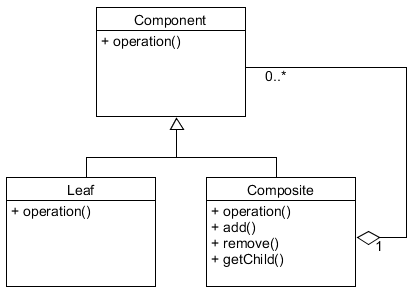 Component
+ operation()
0..*
Leaf
+ operation()
Composite
+ operation()
+ add()
+ remove()
+ getChild()
1